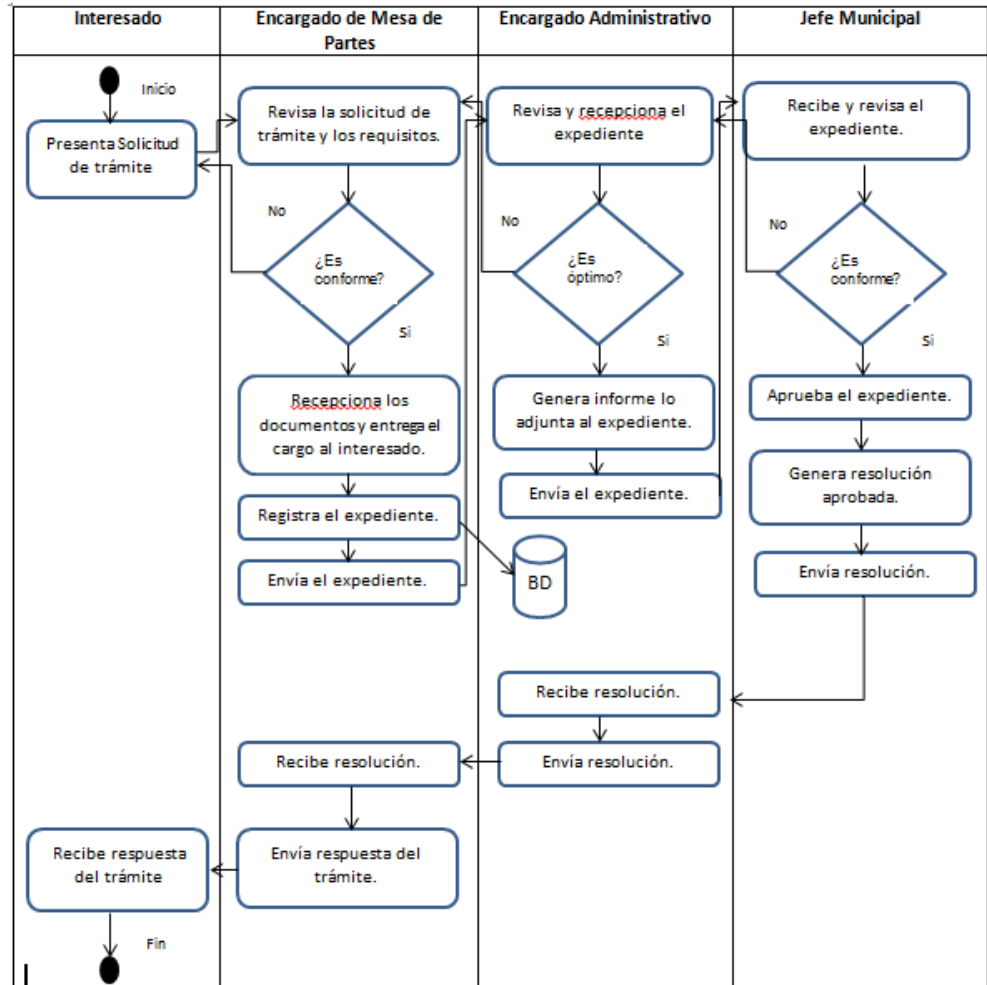 Interesado
Encargado de Mesa de
Partes
Encargado Administrativo
Jefe Municipal
Inicio
Presenta Solicitud
de trámite
Revisa la solicitud de
trámite y los requisitos.
Revisa y recepciona el
expediente
Recibe y revisa el
expediente.
No
¿Es
conforme?
Si
No
¿Es
óptimo?
Si
No
¿Es
conforme?
Si
Recepciona los
documentos y entrega el
cargo al interesado.
Genera informe lo
adjunta al expediente.
Aprueba el expediente.
Registra el expediente.
Envía el expediente.
Genera resolución
aprobada.
Envía el expediente.
BD
Envía resolución.
Recibe resolución.
Recibe resolución.
Envía resolución.
Recibe respuesta
del trámite
Envía respuesta del
trámite.
Fin